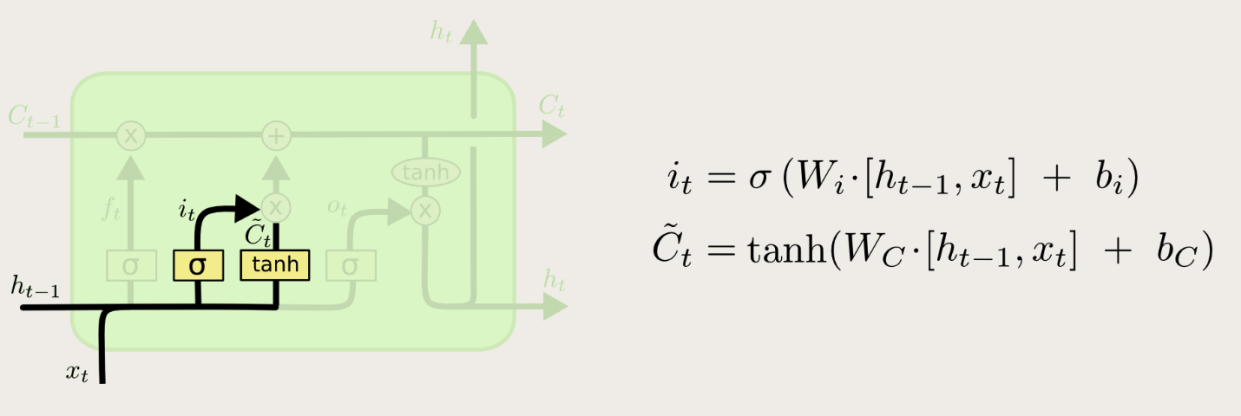 h_t
C_{t-1}
C_t
x
+
tanh
f_t
i_t
x
o_t
x
C̃_t
σ
σ
tanh
σ
h_{t-1}
h_t
x_t
i_t = σ (W_i·[h_{t-1}, x_t] + b_i)
C̃_t = tanh(W_C·[h_{t-1}, x_t] + b_C)